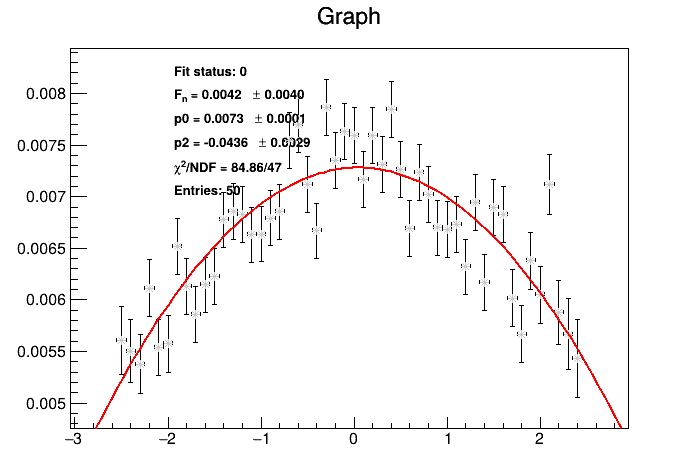 Graph
Fit status: 0
Fn = 0.0042 ± 0.0040
p0 = 0.0073 ± 0.0001
p2 = -0.0436 ± 0.0029
χ²/NDF = 84.86/47
Entries: 50
0.008
0.0075
0.007
0.0065
0.006
0.0055
0.005
−3 −2 −1 0 1 2